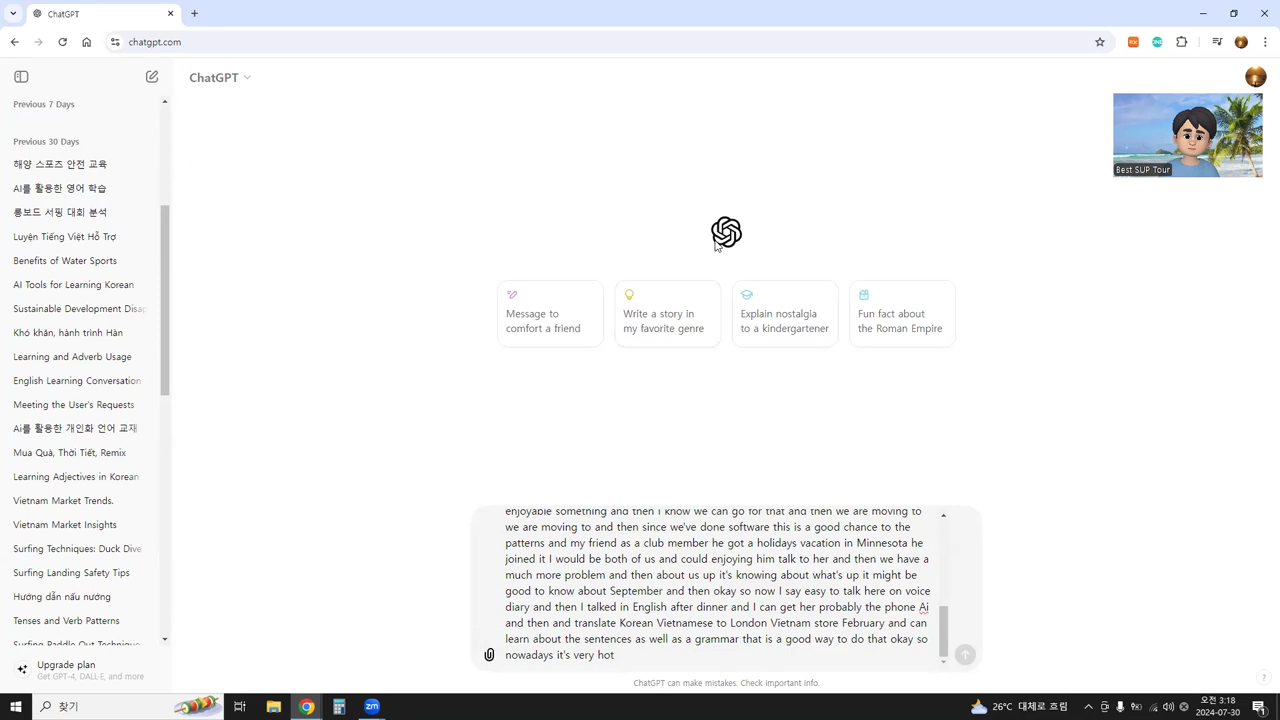 ChatGPT
chatgpt.com
ChatGPT
Previous 7 Days
Previous 30 Days
해양 스포츠 안전 교육
AI를 활용한 영어 학습
롱보드 서핑 대회 분석
Luyện Tiếng Việt Hỗ Trợ
Benefits of Water Sports
AI Tools for Learning Korean
Sustainable Development Disap
Khó khăn, hành trình Hàn
Learning and Adverb Usage
English Learning Conversation
Meeting the User's Requests
Ai를 활용한 개인화 언어 교재
Mua Quà, Thời Tiết, Remix
Learning Adjectives in Korean
Vietnam Market Trends.
Vietnam Market Insights
Surfing Techniques: Duck Dive
Surfing Landing Safety Tips
Hướng dẫn nấu nướng
Tenses and Verb Patterns
Surfing Paddle Out Techniques
Upgrade plan
Get GPT-4, DALL·E, and more
Best SUP Tour
Message to
comfort a friend
Write a story in
my favorite genre
Explain nostalgia
to a kindergartener
Fun fact about
the Roman Empire
enjoyable something and then I know we can go for that and then we are moving to
we are moving to and then since we've done software this is a good chance to the
patterns and my friend as a club member he got a holidays vacation in Minnesota he
joined it I would be both of us and could enjoying him talk to her and then we have a
much more problem and then about us up it's knowing about what's up it might be
good to know about September and then okay so now I say easy to talk here on voice
diary and then I talked in English after dinner and I can get her probably the phone Ai
and then and translate Korean Vietnamese to London Vietnam store February and can
learn about the sentences as well as a grammar that is a good way to do that okay so
nowadays it's very hot
ChatGPT can make mistakes. Check important info.
?
찾기
26°C 대체로 흐림
오전 3:18
2024-07-30